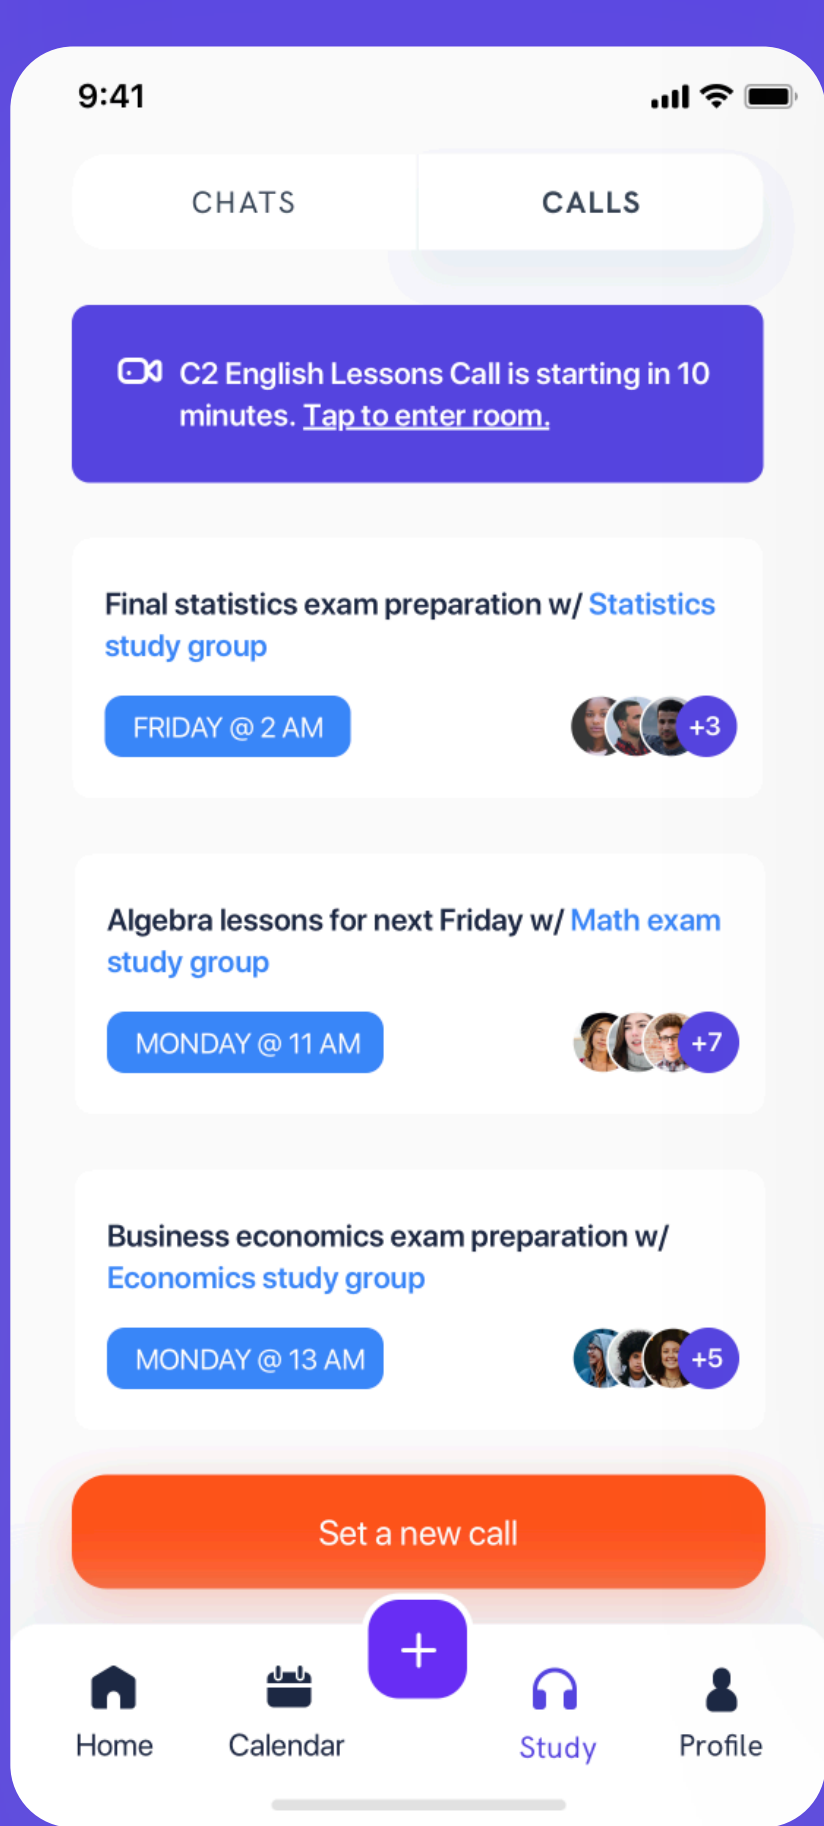 9:41
CHATS
CALLS
C2 English Lessons Call is starting in 10
minutes. Tap to enter room.
Final statistics exam preparation w/ Statistics
study group
FRIDAY @ 2 AM
+3
Algebra lessons for next Friday w/ Math exam
study group
MONDAY @ 11 AM
+7
Business economics exam preparation w/
Economics study group
MONDAY @ 13 AM
+5
Set a new call
+
Home
Calendar
Study
Profile